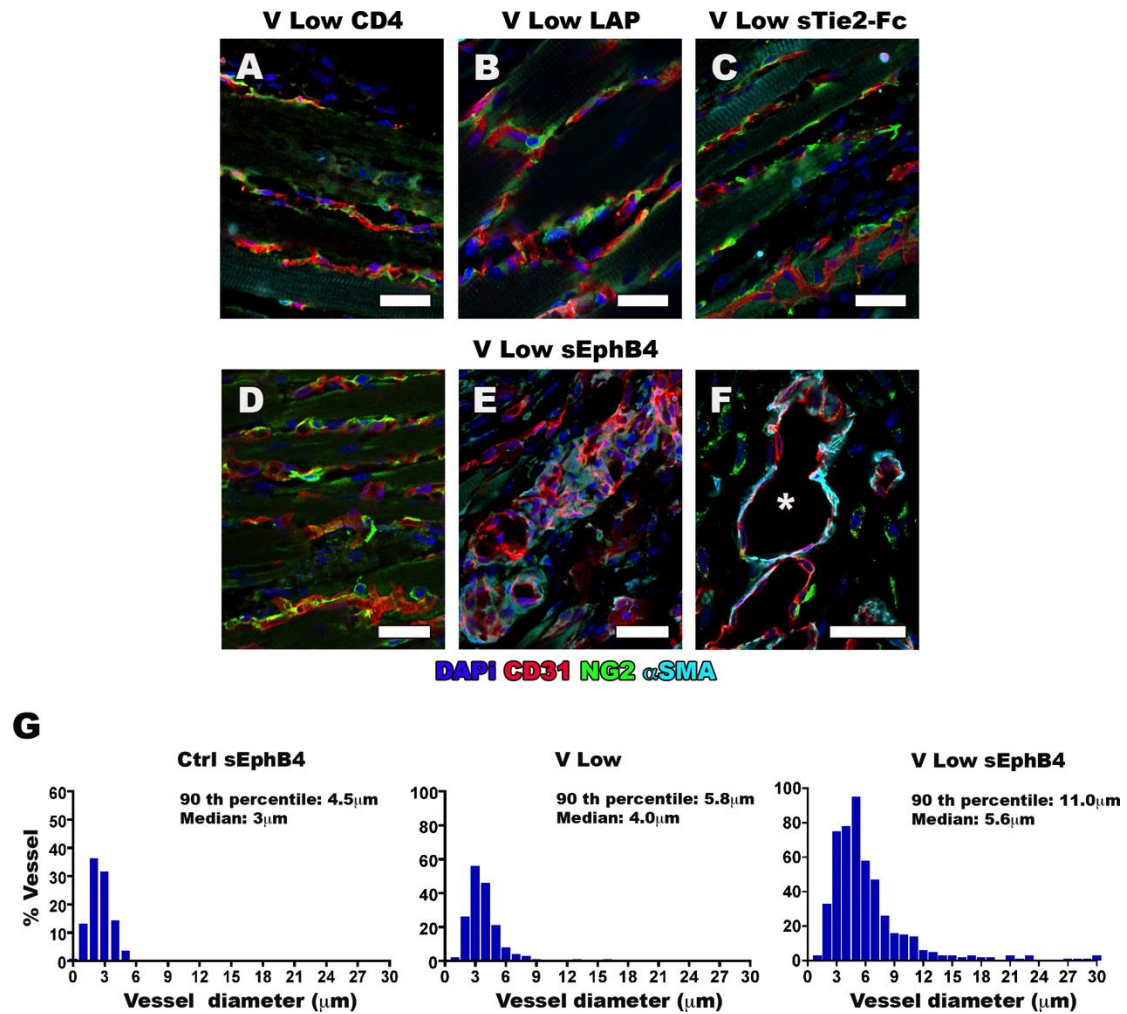 V Low CD4
V Low LAP
V Low sTie2-Fc
A
B
C
V Low sEphB4
D
E
F
*
DAPi CD31 NG2 αSMA
G
Ctrl sEphB4
90 th percentile: 4.5μm
Median: 3μm
% Vessel
60
50
40
30
20
10
0
0 3 6 9 12 15 18 21 24 27 30
Vessel diameter (μm)
V Low
90 th percentile: 5.8μm
Median: 4.0μm
100
80
60
40
20
0
0 3 6 9 12 15 18 21 24 27 30
Vessel diameter (μm)
V Low sEphB4
90 th percentile: 11.0μm
Median: 5.6μm
100
80
60
40
20
0
0 3 6 9 12 15 18 21 24 27 30
Vessel diameter (μm)